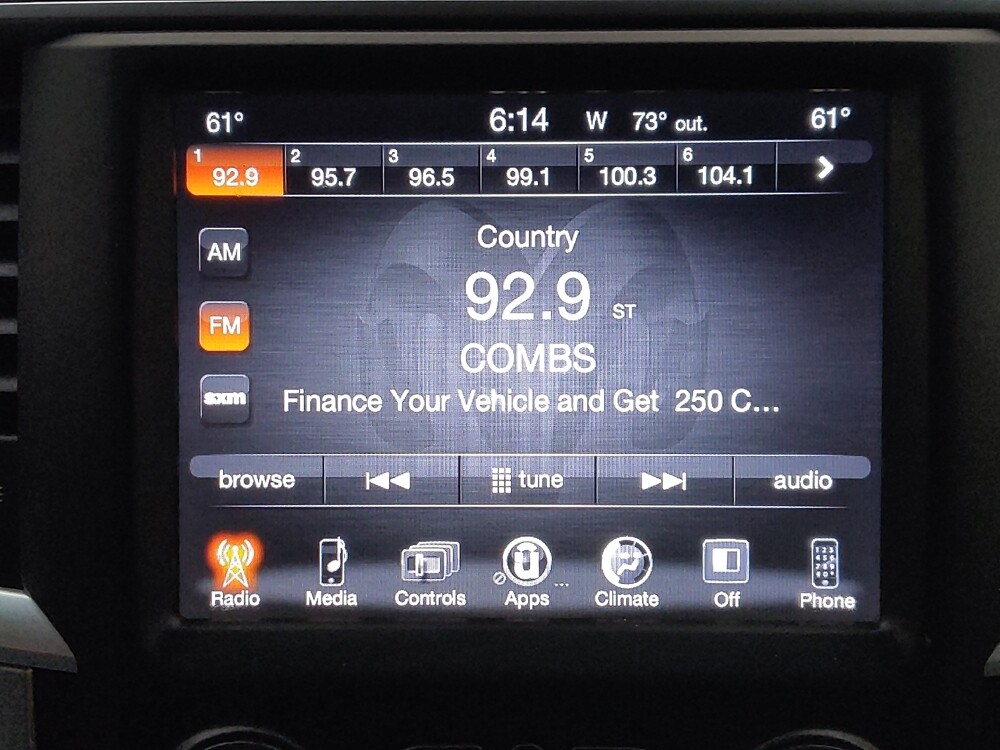 61° 6:14 W 73° out. 61°
1 2 3 4 5 6
92.9 95.7 96.5 99.1 100.3 104.1
AM
Country
92.9 ST
FM
COMBS
sxm
Finance Your Vehicle and Get 250 C...
browse tune audio
Radio Media Controls Apps ... Climate Off Phone